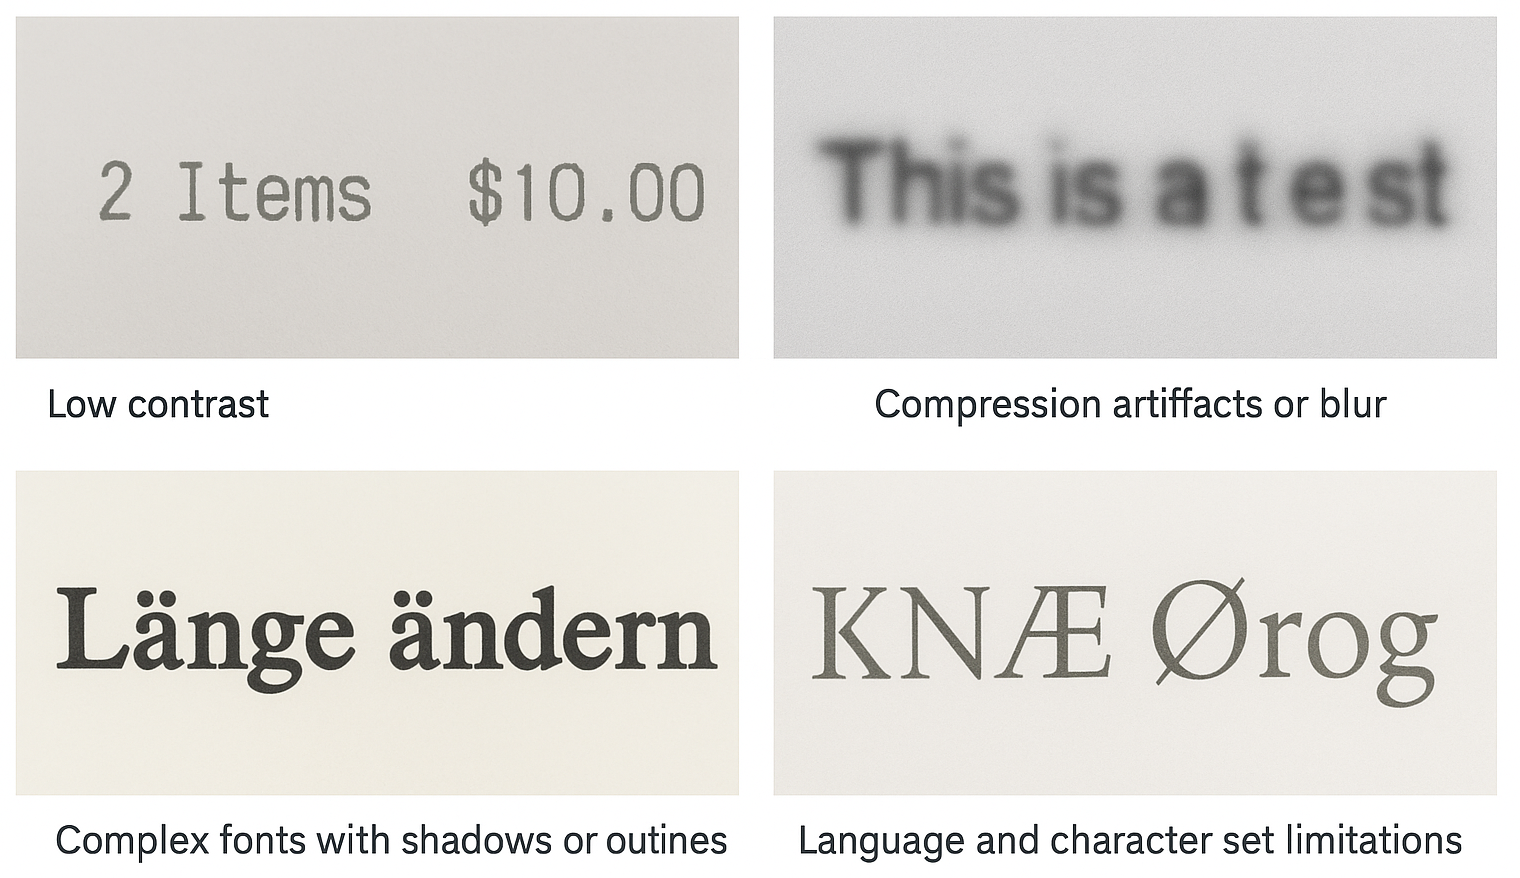 2 Items $10.00
This is a t e st
Low contrast
Compression artiffacts or blur
Länge ändern
KNÆ Ørog
Complex fonts with shadows or outines
Language and character set limitations